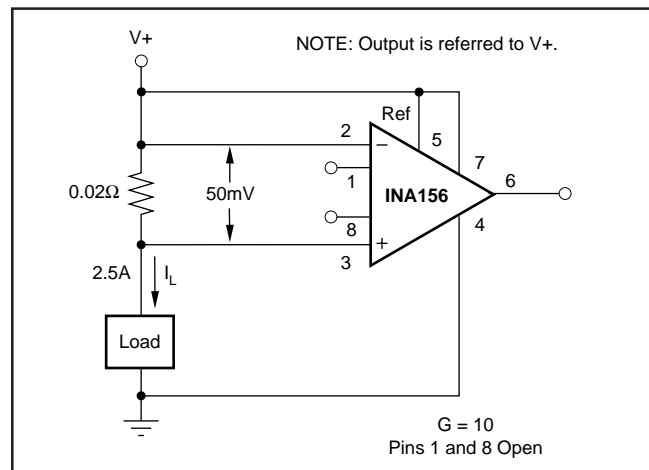 V+
NOTE: Output is referred to V+.
Ref
2
5
−
7
0.02Ω
50mV
1
INA156
6
8
4
+
3
2.5A
I_L
Load
G = 10
Pins 1 and 8 Open